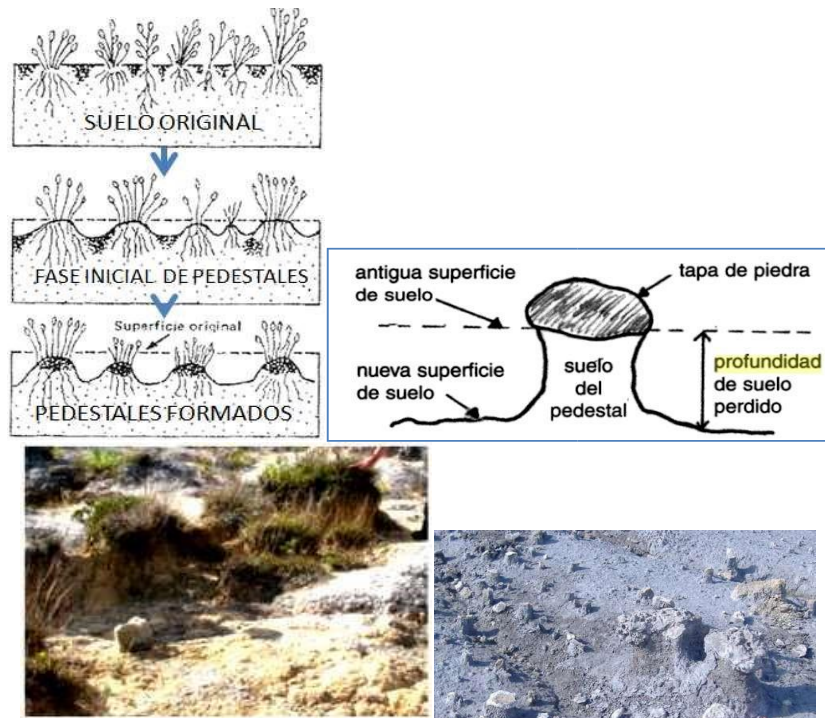 SUELO ORIGINAL
FASE INICIAL DE PEDESTALES
Superficie original
PEDESTALES FORMADOS
antigua superficie
de suelo
tapa de piedra
nueva superficie
de suelo
suelo
del
pedestal
profundidad
de suelo
perdido